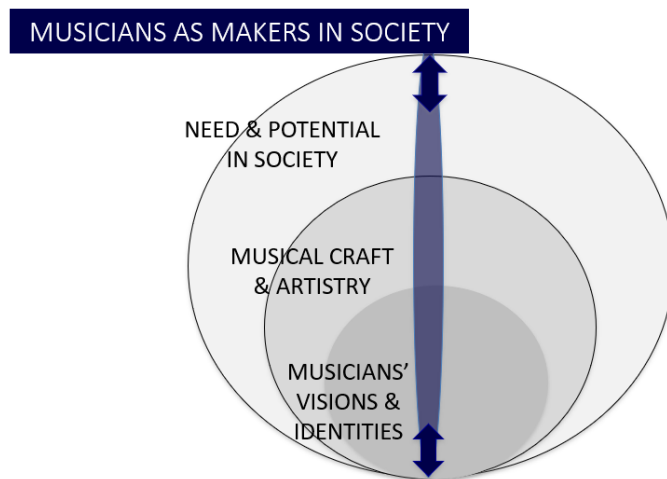 MUSICIANS AS MAKERS IN SOCIETY
NEED & POTENTIAL
IN SOCIETY
MUSICAL CRAFT
& ARTISTRY
MUSICIANS’
VISIONS &
IDENTITIES